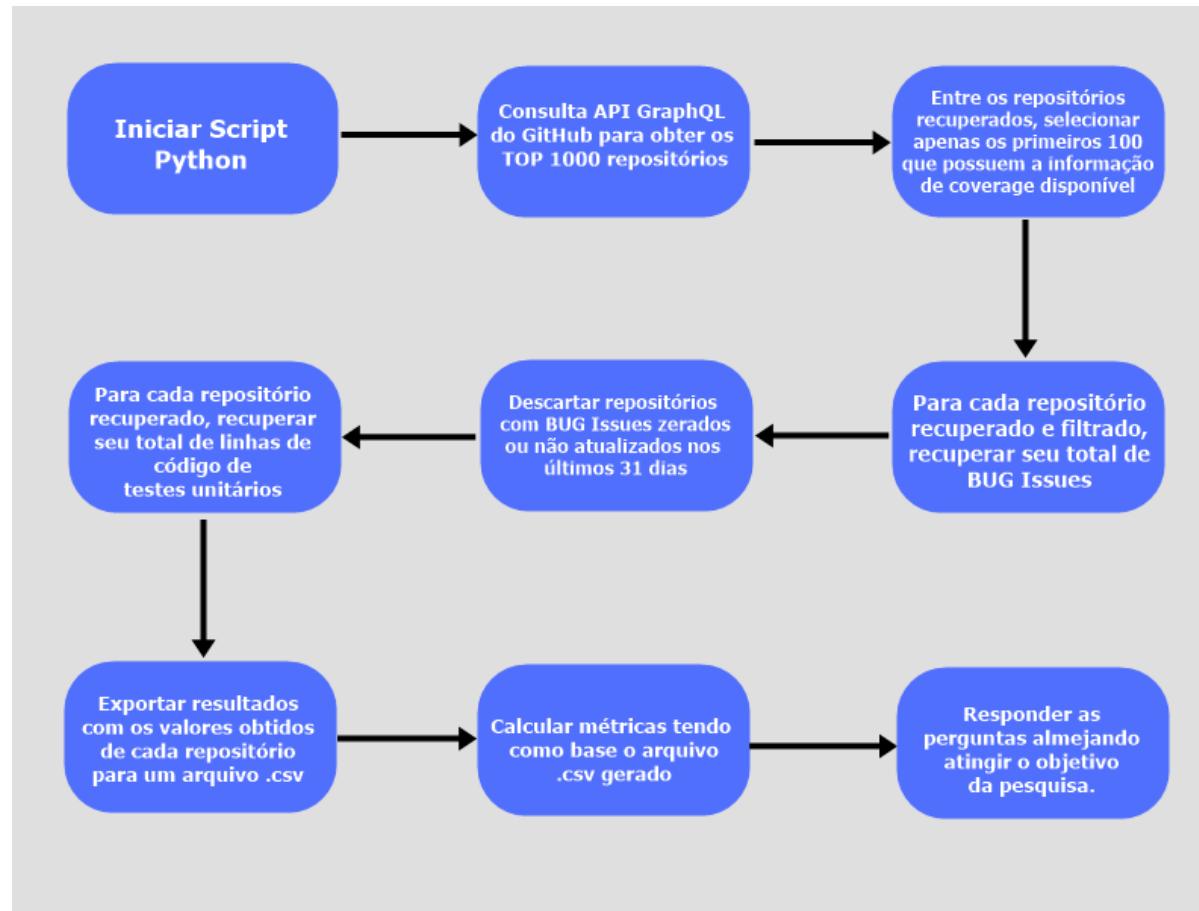 Iniciar Script
Python
Consulta API GraphQL
do GitHub para obter os
TOP 1000 repositórios
Entre os repositórios
recuperados, selecionar
apenas os primeiros 100
que possuem a informação
de coverage disponível
Para cada repositório
recuperado e filtrado,
recuperar seu total de
BUG Issues
Descartar repositórios
com BUG Issues zerados
ou não atualizados nos
últimos 31 dias
Para cada repositório
recuperado, recuperar
seu total de linhas de
código de
testes unitários
Exportar resultados
com os valores obtidos
de cada repositório
para um arquivo .csv
Calcular métricas tendo
como base o arquivo
.csv gerado
Responder as
perguntas almejando
atingir o objetivo
da pesquisa.